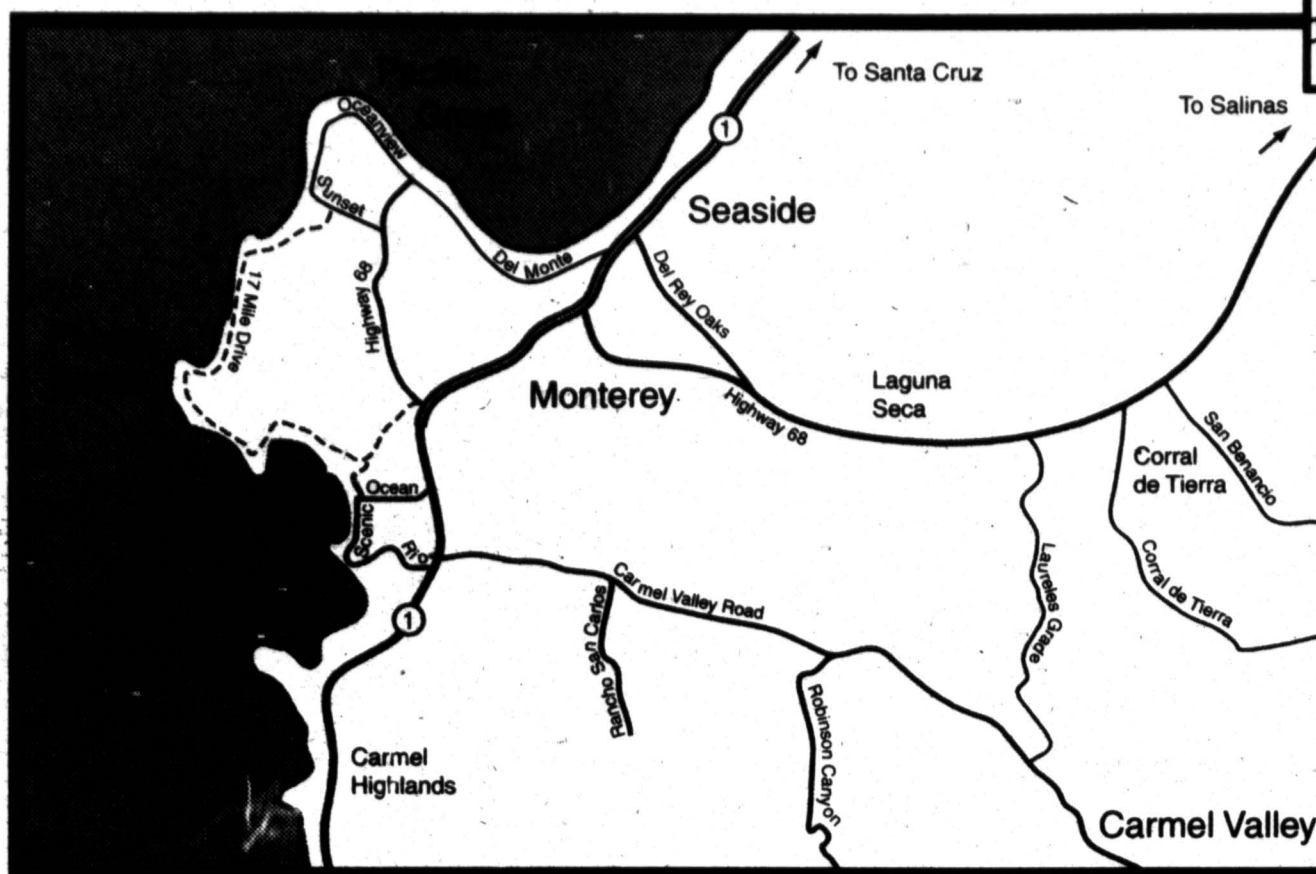 To Santa Cruz
To Salinas
1
Oceanview
Sunset
Seaside
Del Monte
Del Rey Oaks
17 Mile Drive
Highway 68
Monterey
Highway 68
Laguna
Seca
San Benancio
Corral
de Tierra
Ocean
Scenic
Rio
Carmel Valley Road
Laureles Grade
Corral de Tierra
1
Rancho San Carlos
Robinson Canyon
Carmel
Highlands
Carmel Valley